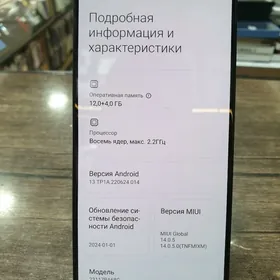 Подробная
информация и
характеристики
Оперативная память
12,0+4,0 ГБ
Процессор
Восемь ядер, макс. 2.2ГГц
Версия Android
13 TP1A.220624.014
Обновление си-
стемы безопас-
ности Android
2024-01-01
Версия MIUI
MIUI Global
14.0.5
14.0.5.0(TNFMIXM)
Модель